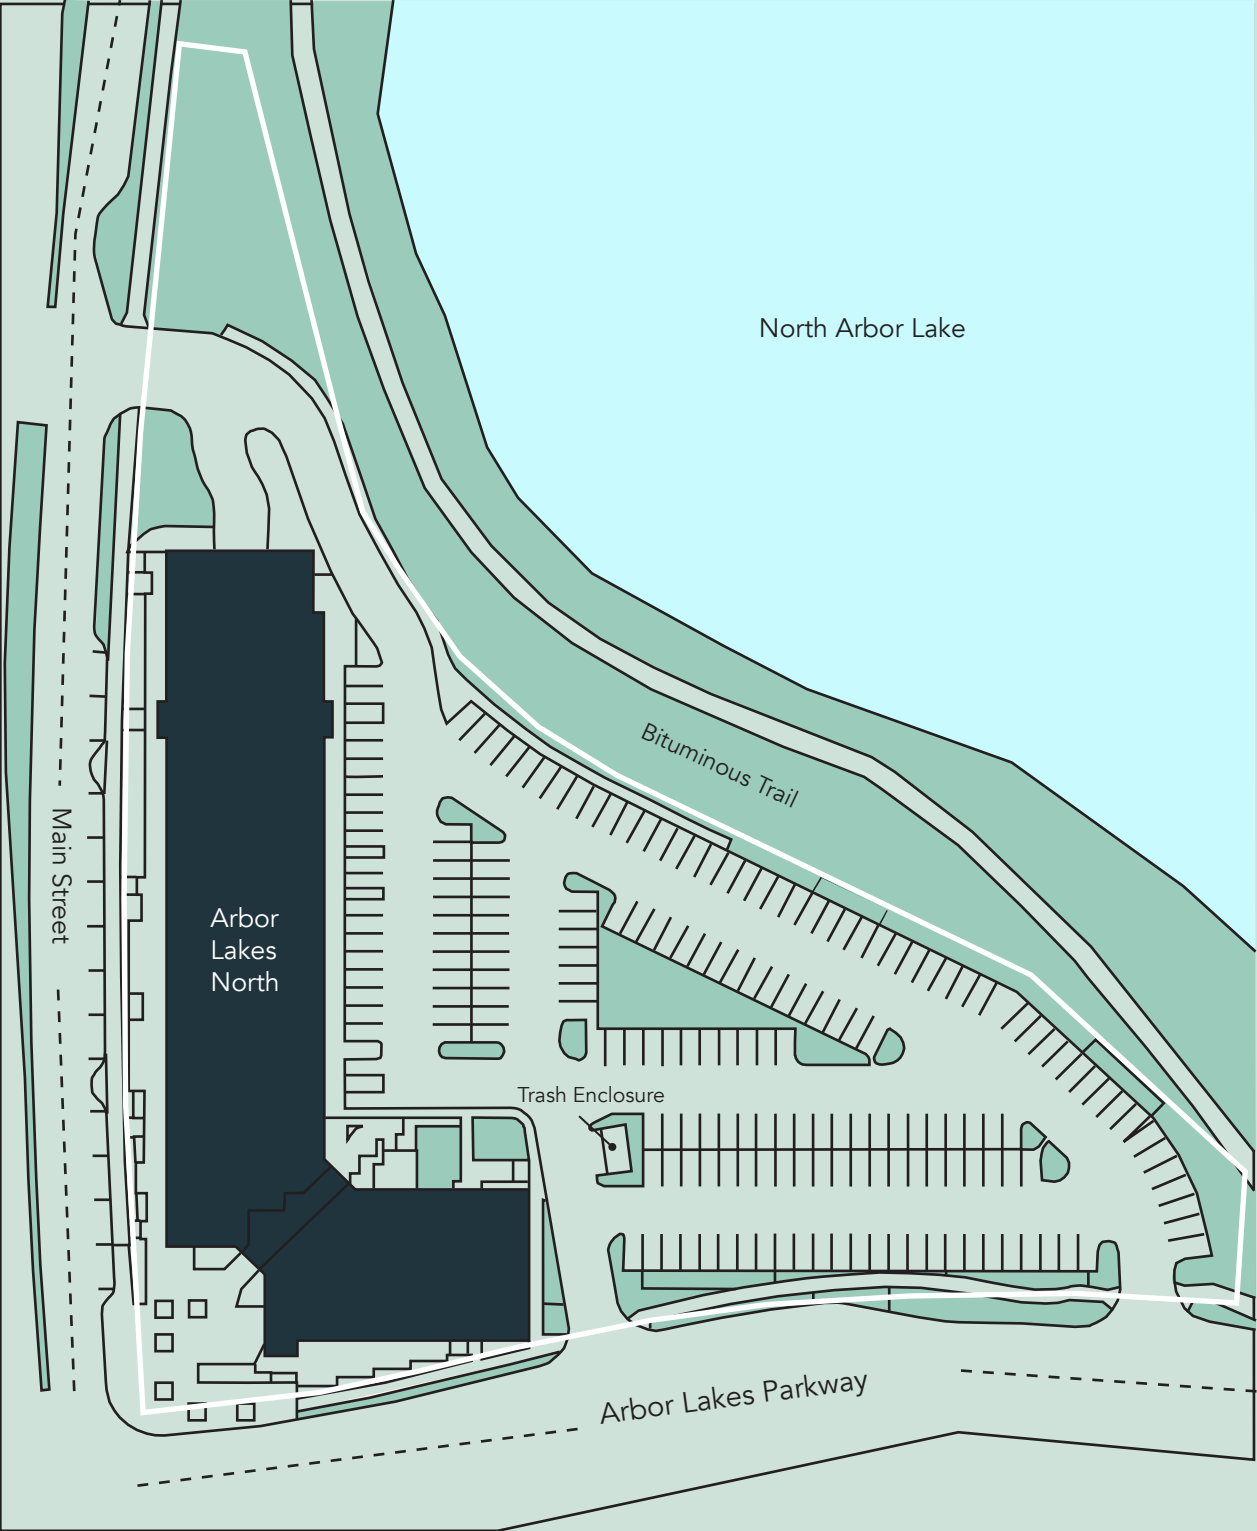 North Arbor Lake
Bituminous Trail
Main Street
Arbor
Lakes
North
Trash Enclosure
Arbor Lakes Parkway